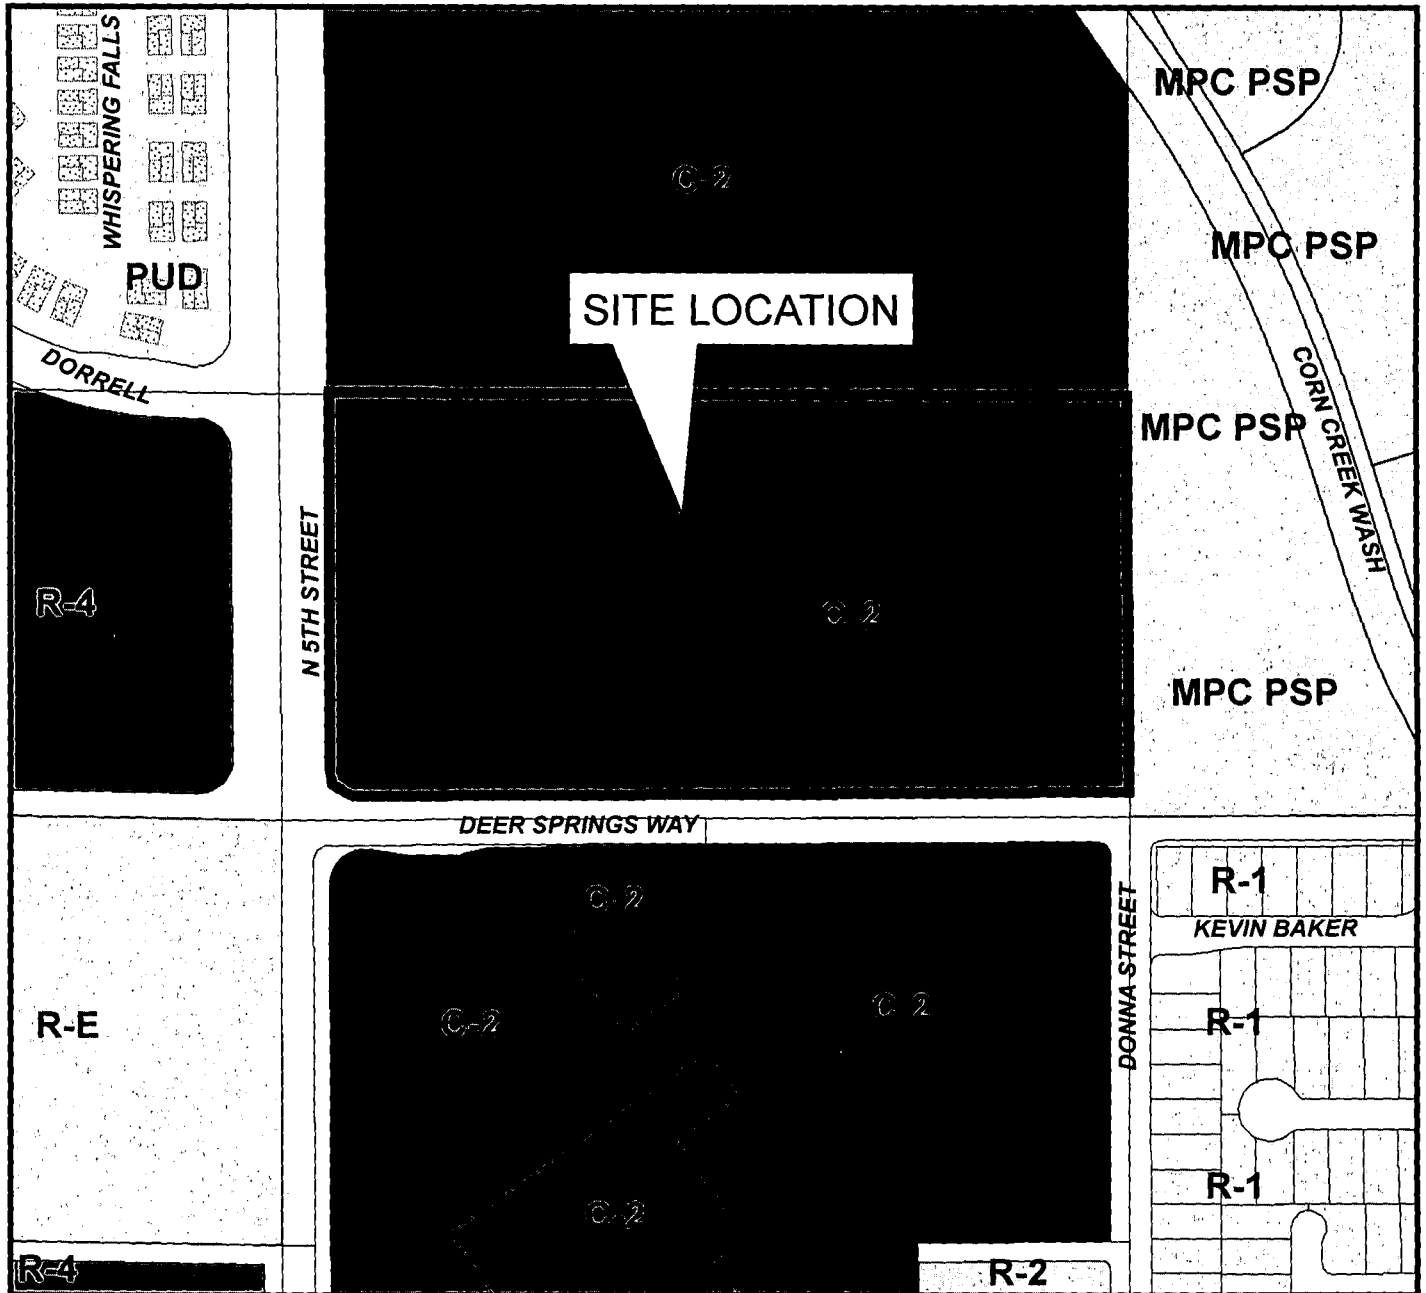 WHISPERING FALLS
MPC PSP
C-2
MPC PSP
PUD
SITE LOCATION
DORRELL
CORN CREEK WASH
MPC PSP
N 5TH STREET
R-4
C-2
MPC PSP
DEER SPRINGS WAY
R-1
C-2
DONNA STREET
KEVIN BAKER
C-2
C-2
R-E
R-1
R-1
C-2
R-4
R-2